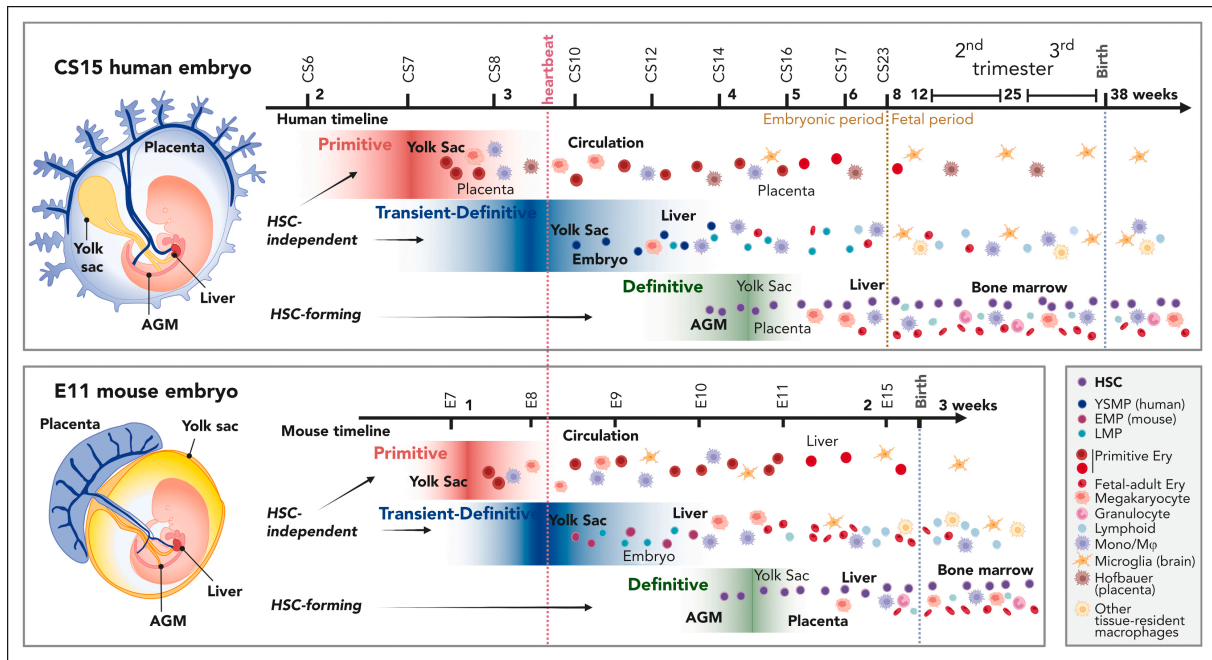 CS15 human embryo
Placenta
Yolk
sac
Liver
AGM
CS6
CS7
CS8
heartbeat
CS10
CS12
CS14
CS16
CS17
CS23
2nd
3rd
trimester
Birth
2
3
4
5
6
8
12
25
38 weeks
Human timeline
Embryonic period
Fetal period
Primitive
Yolk Sac
Placenta
Circulation
Placenta
HSC-
independent
Transient-Definitive
Yolk Sac
Embryo
Liver
HSC-forming
Definitive
Yolk Sac
AGM
Placenta
Liver
Bone marrow
E11 mouse embryo
Placenta
Yolk sac
Liver
AGM
E7
E8
E9
E10
E11
E15
Birth
1
2
3 weeks
Mouse timeline
Primitive
Yolk Sac
Circulation
Liver
HSC-
independent
Transient-Definitive
Yolk Sac
Embryo
Liver
HSC-forming
Definitive
Yolk Sac
AGM
Placenta
Liver
Bone marrow
HSC
YSMP (human)
EMP (mouse)
LMP
Primitive Ery
Fetal-adult Ery
Megakaryocyte
Granulocyte
Lymphoid
Mono/Mφ
Microglia (brain)
Hofbauer
(placenta)
Other
tissue-resident
macrophages